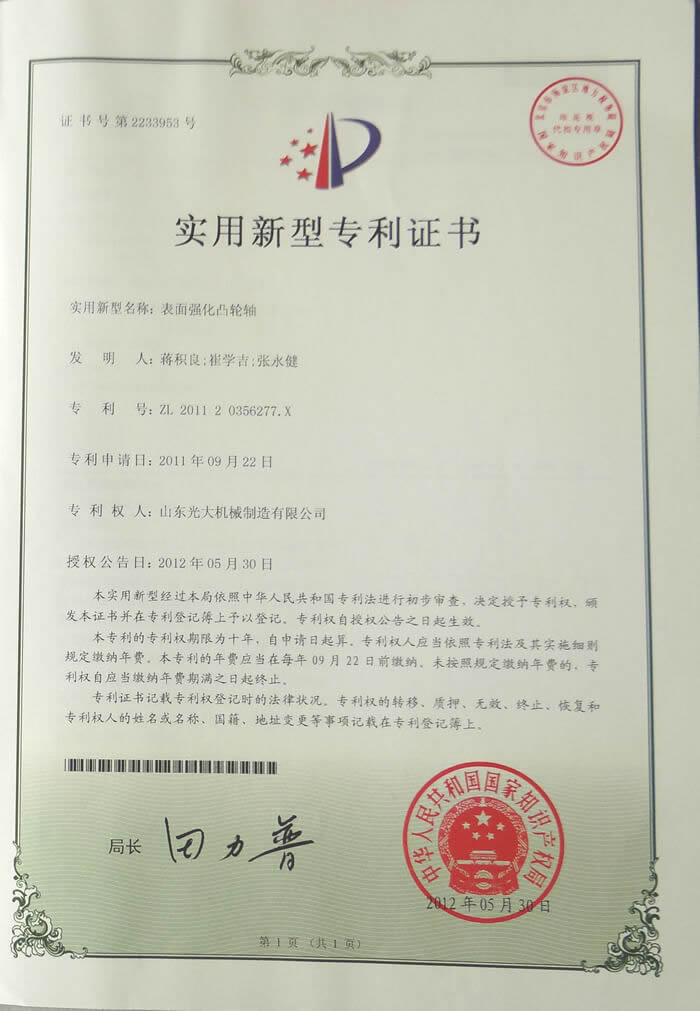 证书号第2233953号
实用新型专利证书
实用新型名称：表面强化凸轮轴
发明人：蒋积良;崔学吉;张永健
专利号：ZL 2011 2 0356277.X
专利申请日：2011年09月22日
专利权人：山东光大机械制造有限公司
授权公告日：2012年05月30日
本实用新型经过本局依照中华人民共和国专利法进行初步审查，决定授予专利权，颁
发本证书并在专利登记簿上予以登记。专利权自授权公告之日起生效。
本专利的专利权期限为十年，自申请日起算。专利权人应当依照专利法及其实施细则
规定缴纳年费。本专利的年费应当在每年09月22日前缴纳。未按照规定缴纳年费的，专
利权自应当缴纳年费期满之日起终止。
专利证书记载专利权登记时的法律状况。专利权的转移、质押、无效、终止、恢复和
专利权人的姓名或名称、国籍、地址变更等事项记载在专利登记簿上。
局长 田力普
中华人民共和国国家知识产权局
2012年05月30日
第1页（共1页）